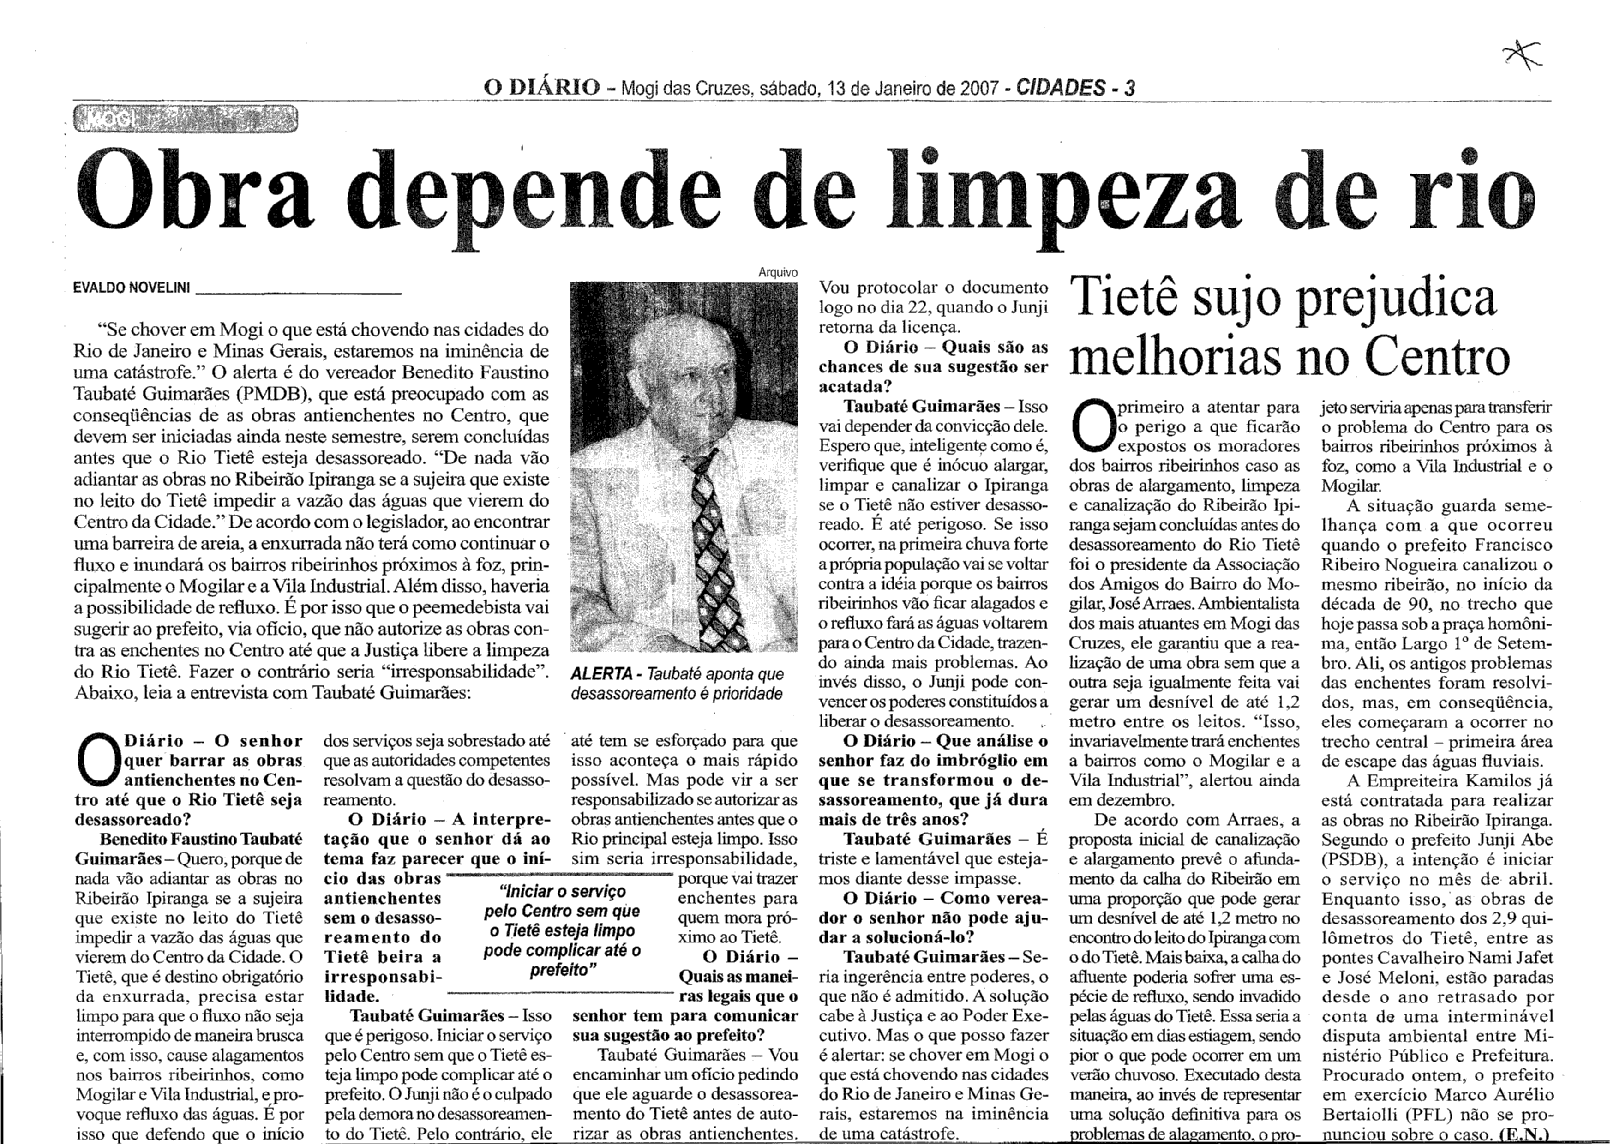 O DIÁRIO – Mogi das Cruzes, sábado, 13 de Janeiro de 2007 - CIDADES - 3
MOGI
Obra depende de limpeza de rio
EVALDO NOVELINI
“Se chover em Mogi o que está chovendo nas cidades do
Rio de Janeiro e Minas Gerais, estaremos na iminência de
uma catástrofe.” O alerta é do vereador Benedito Faustino
Taubaté Guimarães (PMDB), que está preocupado com as
conseqüências de as obras antienchentes no Centro, que
devem ser iniciadas ainda neste semestre, serem concluídas
antes que o Rio Tietê esteja desassoreado. “De nada vão
adiantar as obras no Ribeirão Ipiranga se a sujeira que existe
no leito do Tietê impedir a vazão das águas que vierem do
Centro da Cidade.” De acordo com o legislador, ao encontrar
uma barreira de areia, a enxurrada não terá como continuar o
fluxo e inundará os bairros ribeirinhos próximos à foz, prin-
cipalmente o Mogilar e a Vila Industrial. Além disso, haveria
a possibilidade de refluxo. É por isso que o peemedebista vai
sugerir ao prefeito, via ofício, que não autorize as obras con-
tra as enchentes no Centro até que a Justiça libere a limpeza
do Rio Tietê. Fazer o contrário seria “irresponsabilidade”.
Abaixo, leia a entrevista com Taubaté Guimarães:
Arquivo
ALERTA - Taubaté aponta que
desassoreamento é prioridade
O Diário – O senhor
quer barrar as obras
antienchentes no Cen-
tro até que o Rio Tietê seja
desassoreado?
Benedito Faustino Taubaté
Guimarães – Quero, porque de
nada vão adiantar as obras no
Ribeirão Ipiranga se a sujeira
que existe no leito do Tietê
impedir a vazão das águas que
vierem do Centro da Cidade. O
Tietê, que é destino obrigatório
da enxurrada, precisa estar
limpo para que o fluxo não seja
interrompido de maneira brusca
e, com isso, cause alagamentos
nos bairros ribeirinhos, como
Mogilar e Vila Industrial, e pro-
voque refluxo das águas. É por
isso que defendo que o início
dos serviços seja sobrestado até
que as autoridades competentes
resolvam a questão do desasso-
reamento.
O Diário – A interpre-
tação que o senhor dá ao
tema faz parecer que o iní-
cio das obras
antienchentes
sem o desasso-
reamento do
Tietê beira a
irresponsabi-
lidade.
Taubaté Guimarães – Isso
que é perigoso. Iniciar o serviço
pelo Centro sem que o Tietê es-
teja limpo pode complicar até o
prefeito. O Junji não é o culpado
pela demora no desassoreamen-
to do Tietê. Pelo contrário, ele
“Iniciar o serviço
pelo Centro sem que
o Tietê esteja limpo
pode complicar até o
prefeito”
até tem se esforçado para que
isso aconteça o mais rápido
possível. Mas pode vir a ser
responsabilizado se autorizar as
obras antienchentes antes que o
Rio principal esteja limpo. Isso
sim seria irresponsabilidade,
porque vai trazer
enchentes para
quem mora pró-
ximo ao Tietê.
O Diário –
Quais as manei-
ras legais que o
senhor tem para comunicar
sua sugestão ao prefeito?
Taubaté Guimarães – Vou
encaminhar um ofício pedindo
que ele aguarde o desassorea-
mento do Tietê antes de auto-
rizar as obras antienchentes.
Vou protocolar o documento
logo no dia 22, quando o Junji
retorna da licença.
O Diário – Quais são as
chances de sua sugestão ser
acatada?
Taubaté Guimarães – Isso
vai depender da convicção dele.
Espero que, inteligente como é,
verifique que é inócuo alargar,
limpar e canalizar o Ipiranga
se o Tietê não estiver desasso-
reado. É até perigoso. Se isso
ocorrer, na primeira chuva forte
a própria população vai se voltar
contra a idéia porque os bairros
ribeirinhos vão ficar alagados e
o refluxo fará as águas voltarem
para o Centro da Cidade, trazen-
do ainda mais problemas. Ao
invés disso, o Junji pode con-
vencer os poderes constituídos a
liberar o desassoreamento.
O Diário – Que análise o
senhor faz do imbróglio em
que se transformou o de-
sassoreamento, que já dura
mais de três anos?
Taubaté Guimarães – É
triste e lamentável que esteja-
mos diante desse impasse.
O Diário – Como verea-
dor o senhor não pode aju-
dar a solucioná-lo?
Taubaté Guimarães – Se-
ria ingerência entre poderes, o
que não é admitido. A solução
cabe à Justiça e ao Poder Exe-
cutivo. Mas o que posso fazer
é alertar: se chover em Mogi o
que está chovendo nas cidades
do Rio de Janeiro e Minas Ge-
rais, estaremos na iminência
de uma catástrofe.
Tietê sujo prejudica
melhorias no Centro
O primeiro a atentar para
o perigo a que ficarão
expostos os moradores
dos bairros ribeirinhos caso as
obras de alargamento, limpeza
e canalização do Ribeirão Ipi-
ranga sejam concluídas antes do
desassoreamento do Rio Tietê
foi o presidente da Associação
dos Amigos do Bairro do Mo-
gilar, José Arraes. Ambientalista
dos mais atuantes em Mogi das
Cruzes, ele garantiu que a rea-
lização de uma obra sem que a
outra seja igualmente feita vai
gerar um desnível de até 1,2
metro entre os leitos. “Isso,
invariavelmente trará enchentes
a bairros como o Mogilar e a
Vila Industrial”, alertou ainda
em dezembro.
De acordo com Arraes, a
proposta inicial de canalização
e alargamento prevê o afunda-
mento da calha do Ribeirão em
uma proporção que pode gerar
um desnível de até 1,2 metro no
encontro do leito do Ipiranga com
o do Tietê. Mais baixa, a calha do
afluente poderia sofrer uma es-
pécie de refluxo, sendo invadido
pelas águas do Tietê. Essa seria a
situação em dias estiagem, sendo
pior o que pode ocorrer em um
verão chuvoso. Executado desta
maneira, ao invés de representar
uma solução definitiva para os
problemas de alagamento, o pro-
jeto serviria apenas para transferir
o problema do Centro para os
bairros ribeirinhos próximos à
foz, como a Vila Industrial e o
Mogilar.
A situação guarda seme-
lhança com a que ocorreu
quando o prefeito Francisco
Ribeiro Nogueira canalizou o
mesmo ribeirão, no início da
década de 90, no trecho que
hoje passa sob a praça homôni-
ma, então Largo 1º de Setem-
bro. Ali, os antigos problemas
das enchentes foram resolvi-
dos, mas, em conseqüência,
eles começaram a ocorrer no
trecho central – primeira área
de escape das águas fluviais.
A Empreiteira Kamilos já
está contratada para realizar
as obras no Ribeirão Ipiranga.
Segundo o prefeito Junji Abe
(PSDB), a intenção é iniciar
o serviço no mês de abril.
Enquanto isso, as obras de
desassoreamento dos 2,9 qui-
lômetros do Tietê, entre as
pontes Cavalheiro Nami Jafet
e José Meloni, estão paradas
desde o ano retrasado por
conta de uma interminável
disputa ambiental entre Mi-
nistério Público e Prefeitura.
Procurado ontem, o prefeito
em exercício Marco Aurélio
Bertaiolli (PFL) não se pro-
nunciou sobre o caso. (E.N.)